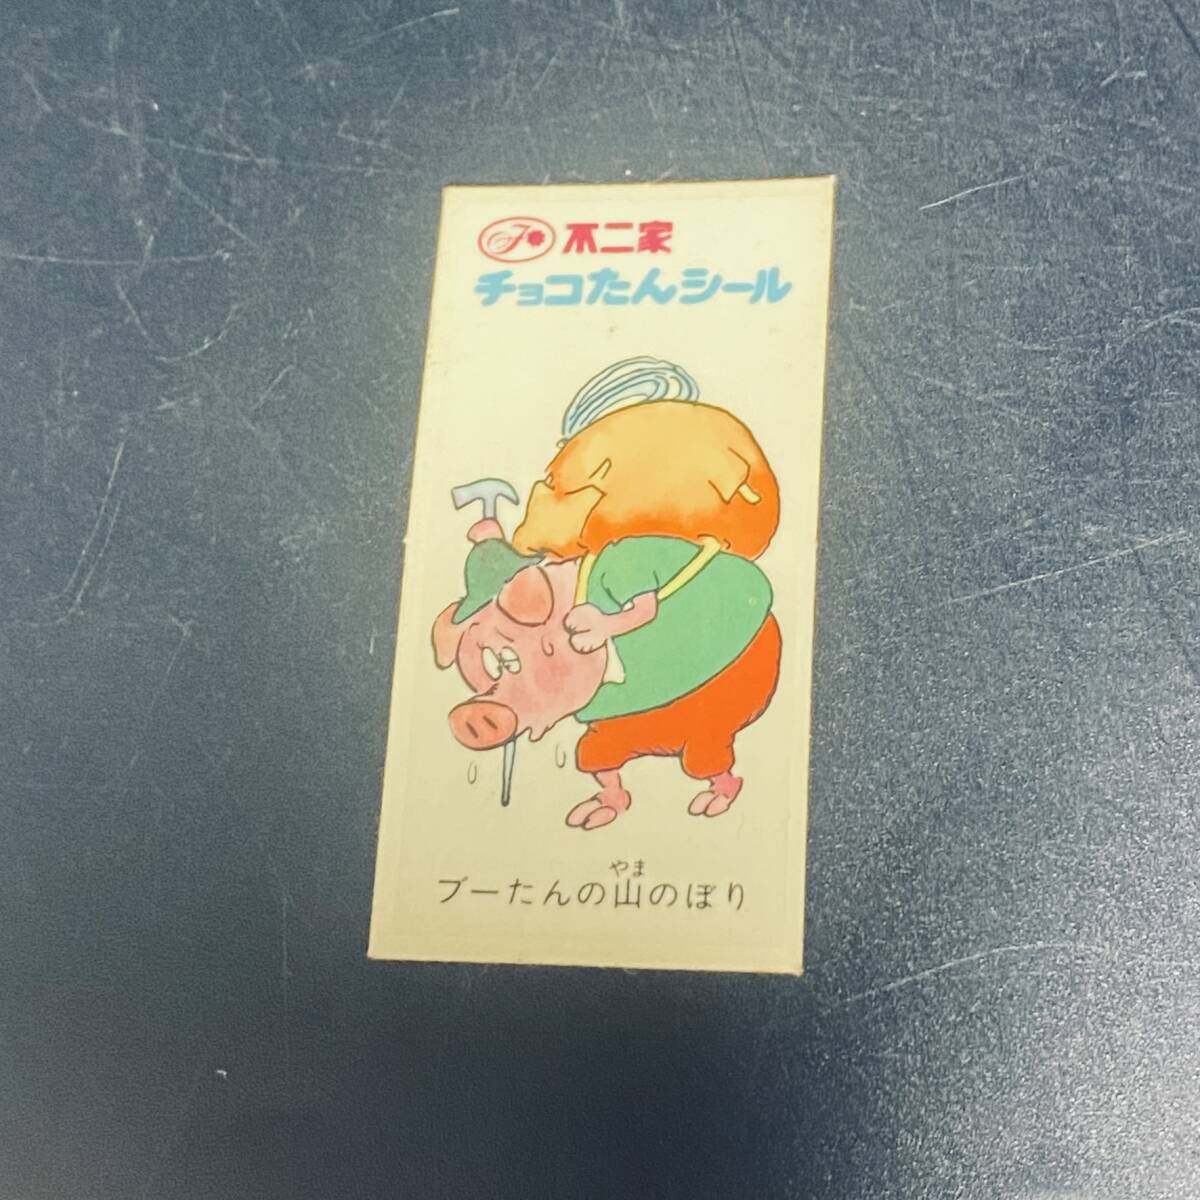 不二家
チョコたんシール
ブーたんの山のぼり
やま